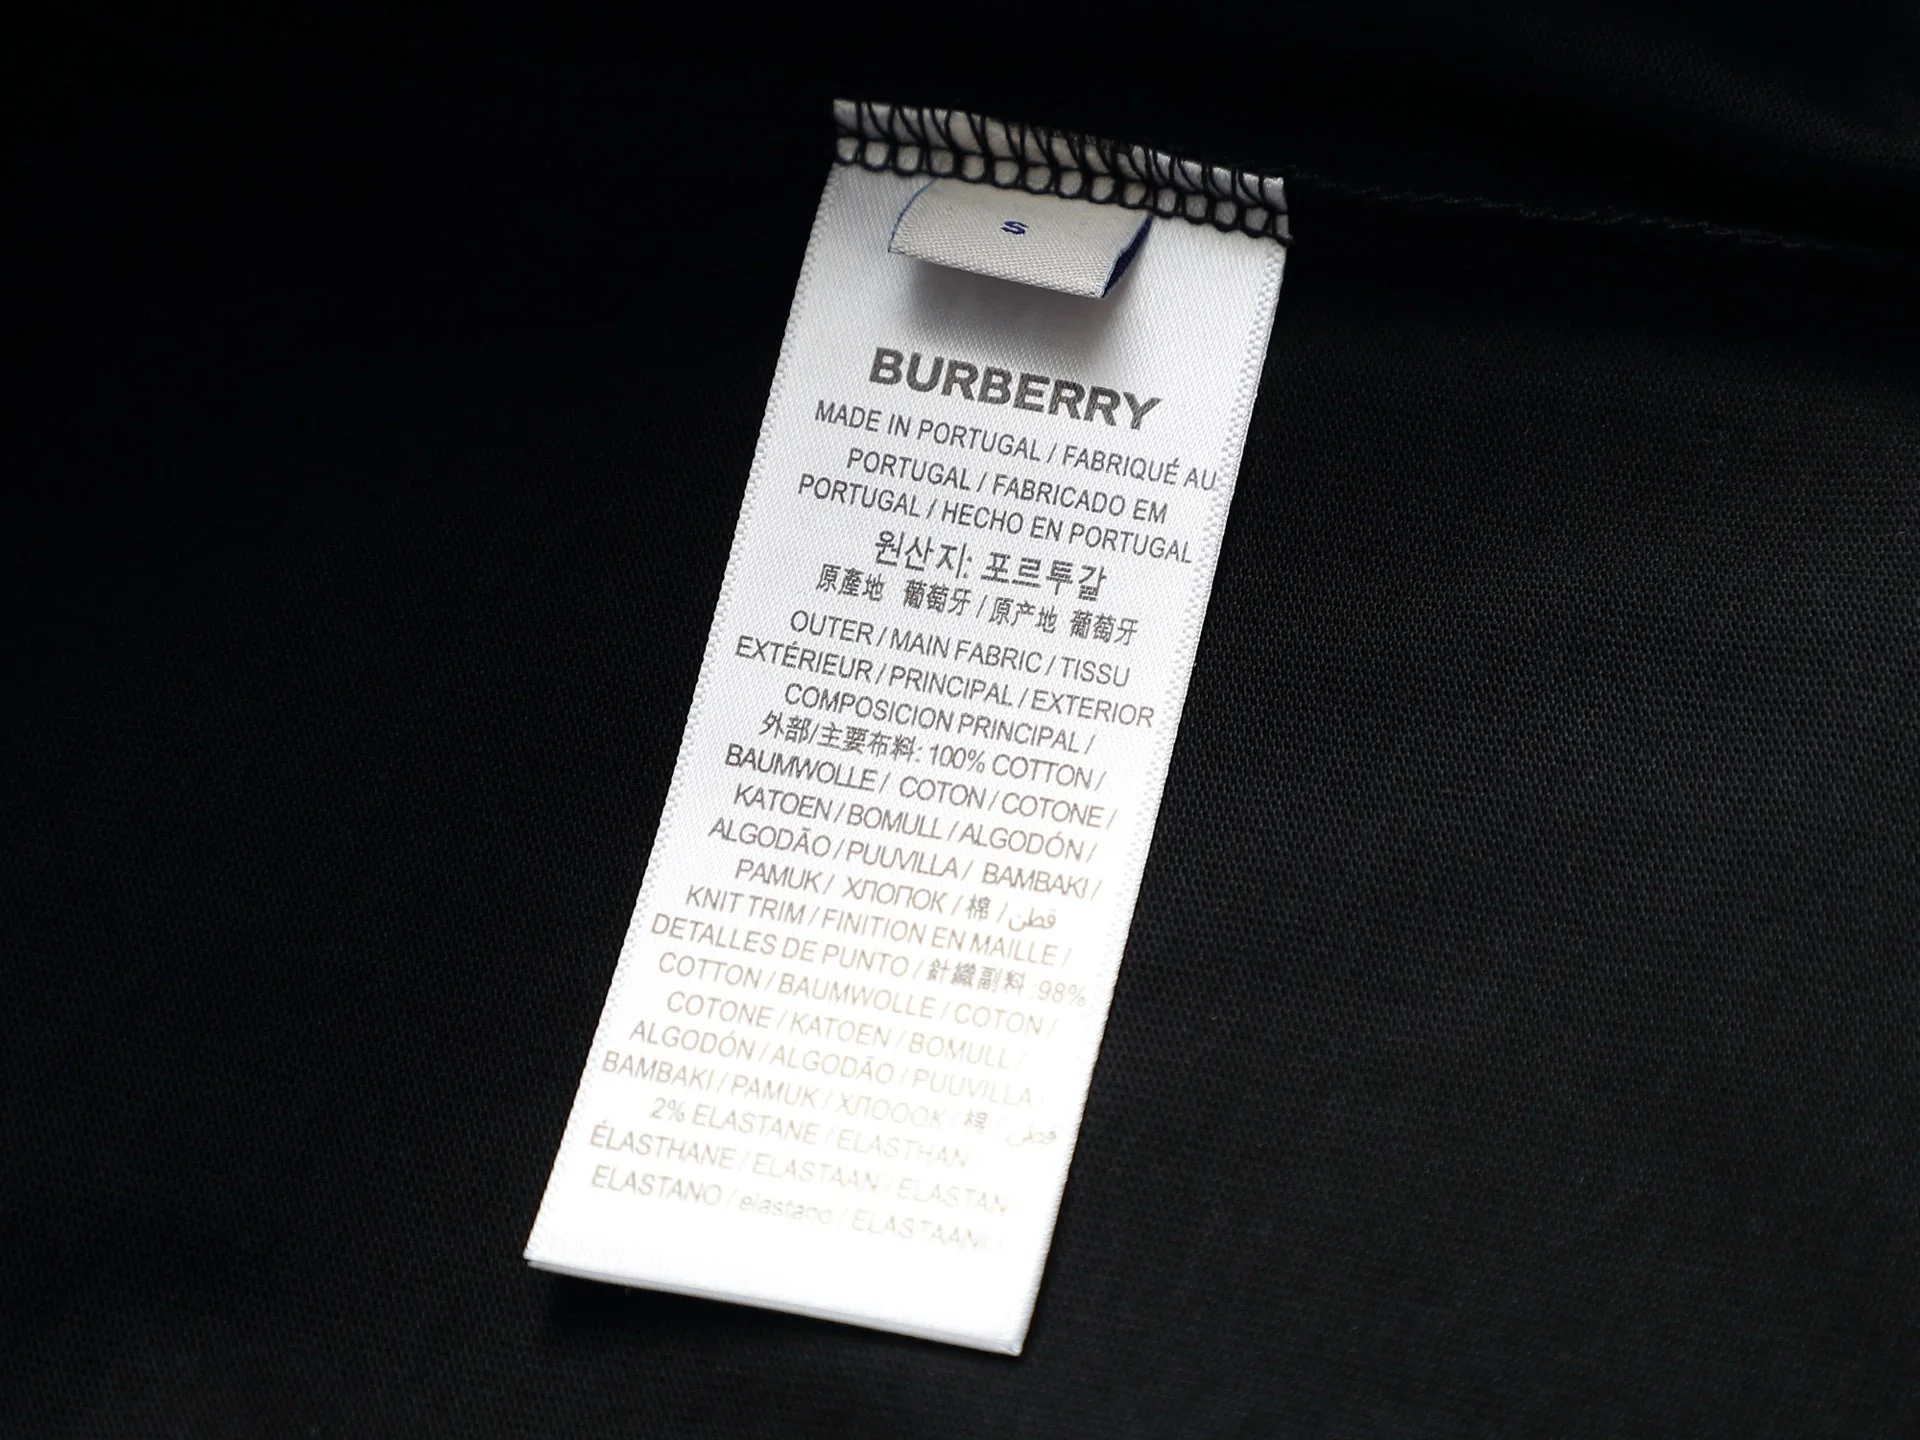 S
BURBERRY
MADE IN PORTUGAL / FABRIQUÉ AU
PORTUGAL / FABRICADO EM
PORTUGAL / HECHO EN PORTUGAL
원산지: 포르투갈
原產地 葡萄牙 / 原产地 葡萄牙
OUTER / MAIN FABRIC / TISSU
EXTÉRIEUR / PRINCIPAL / EXTERIOR
COMPOSICION PRINCIPAL /
外部/主要布料: 100% COTTON /
BAUMWOLLE / COTON / COTONE /
KATOEN / BOMULL / ALGODÓN /
ALGODÃO / PUUVILLA / BAMBAKI /
PAMUK / ХЛОПОК / 棉 / قطن
KNIT TRIM / FINITION EN MAILLE /
DETALLES DE PUNTO / 針織副料 :98%
COTTON / BAUMWOLLE / COTON /
COTONE / KATOEN / BOMULL /
ALGODÓN / ALGODÃO / PUUVILLA /
BAMBAKI / PAMUK / ХЛОООК / 棉 / قطن
2% ELASTANE / ELASTHAN
ÉLASTHANE / ELASTAAN / ELASTAN /
ELASTANO / elastano / ELASTAANI